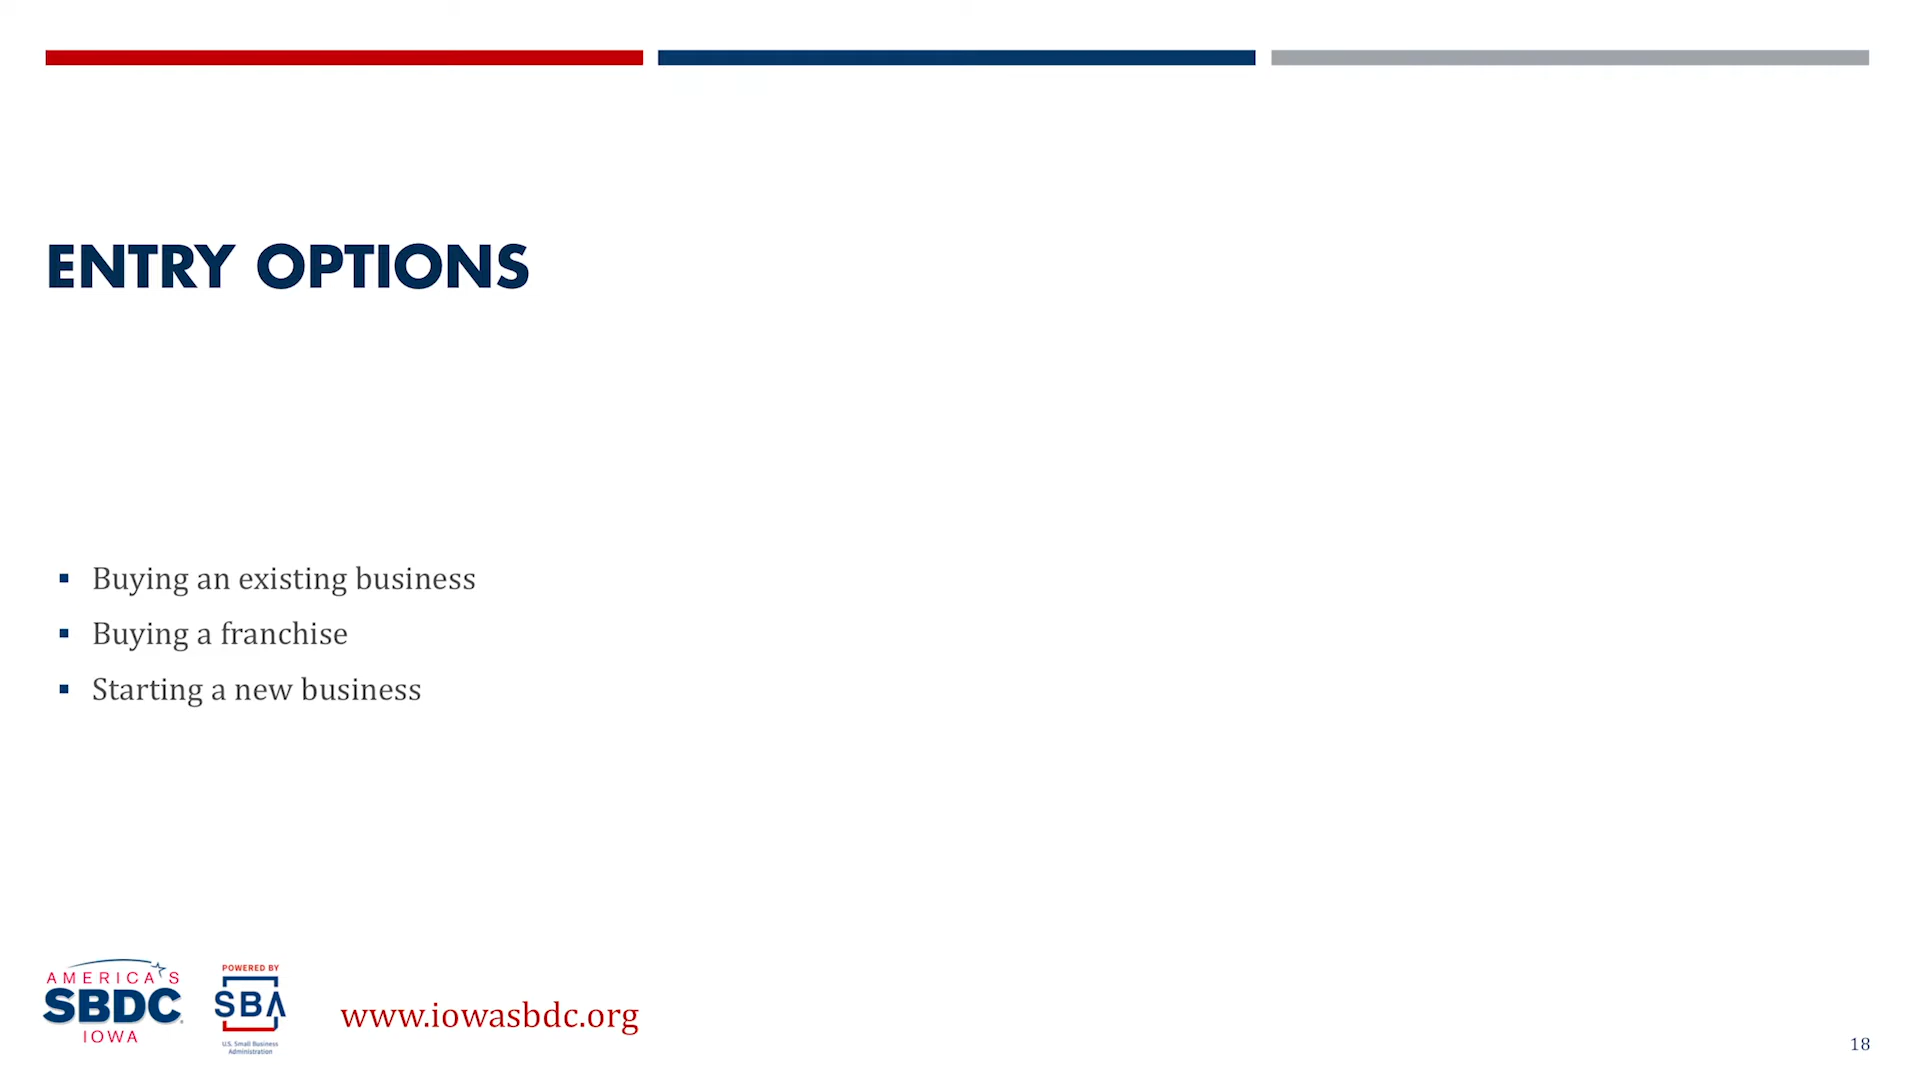 ENTRY OPTIONS
▪ Buying an existing business
▪ Buying a franchise
▪ Starting a new business
AMERICA'S
SBDC
IOWA
POWERED BY
SBA
U.S. Small Business
Administration
www.iowasbdc.org
18